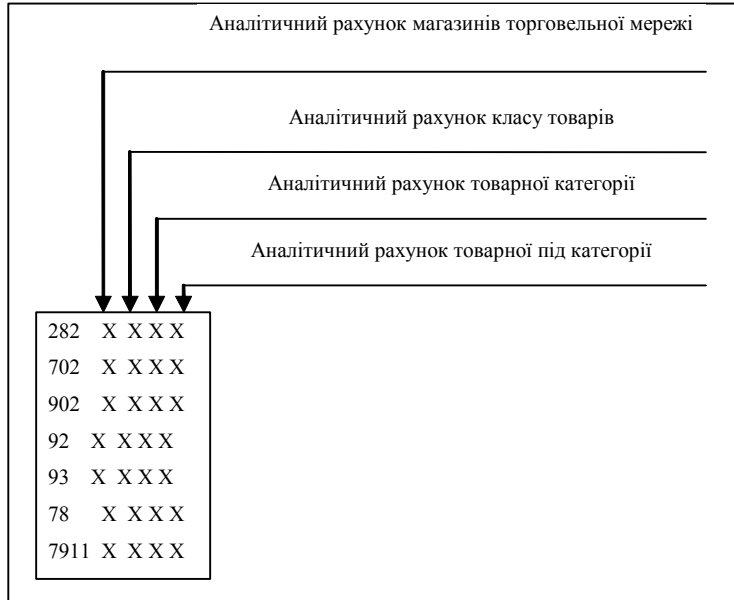 Аналітичний рахунок магазинів торговельної мережі
Аналітичний рахунок класу товарів
Аналітичний рахунок товарної категорії
Аналітичний рахунок товарної під категорії
282 X X X X
702 X X X X
902 X X X X
92 X X X X
93 X X X X
78 X X X X
7911 X X X X